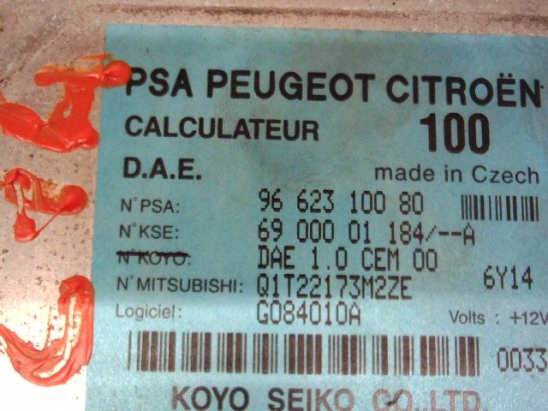 PSA PEUGEOT CITROËN
CALCULATEUR 100
D.A.E. made in Czech
N°PSA: 96 623 100 80
N°KSE: 69 000 01 184/--A
N°KOYO: DAE 1.0 CEM 00
N°MITSUBISHI: Q1T22173M2ZE 6Y14
Logiciel: G084010A Volts : +12V
0033
KOYO SEIKO CO.,LTD